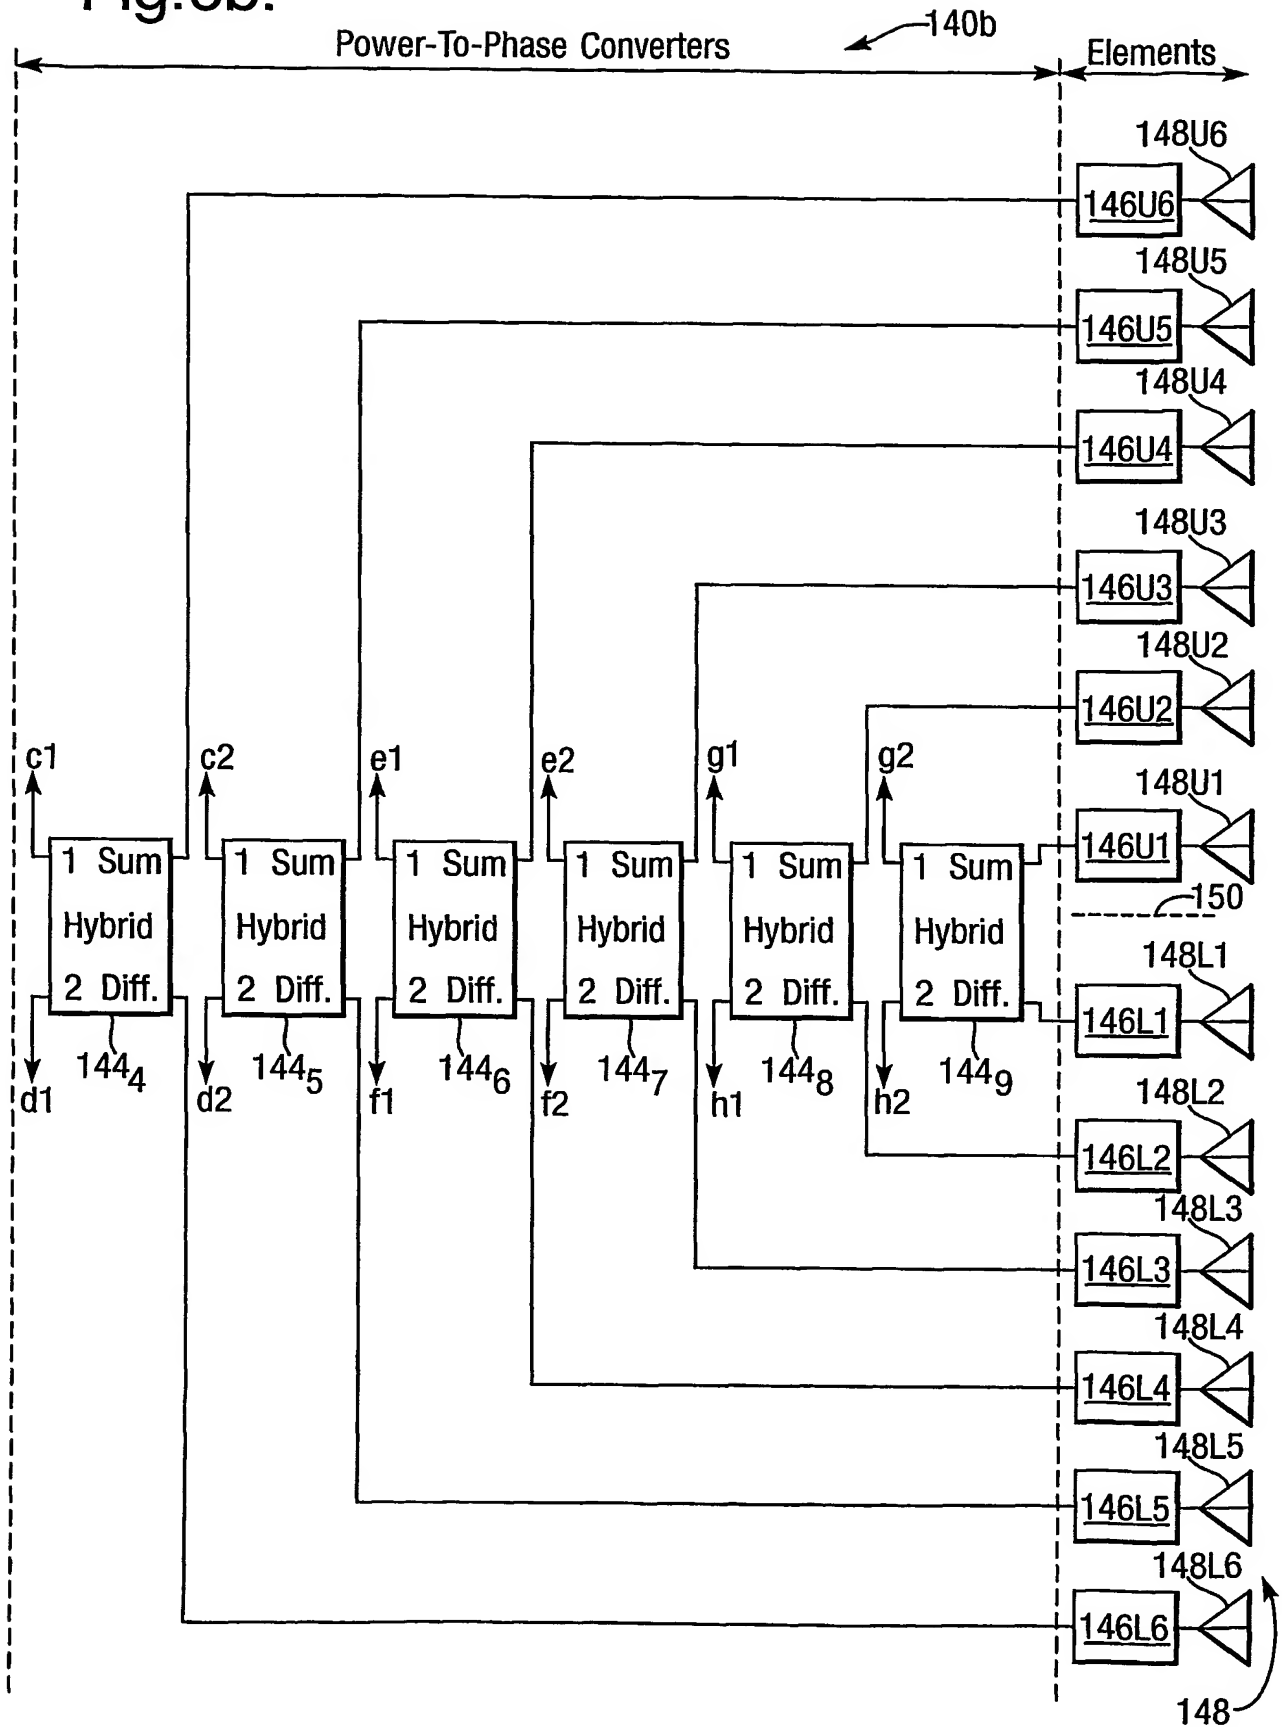 Fig.6b.
Power-To-Phase Converters
140b
Elements
148U6
146U6
148U5
146U5
148U4
146U4
148U3
146U3
148U2
146U2
148U1
146U1
150
c1
c2
e1
e2
g1
g2
1 Sum
Hybrid
2 Diff.
1 Sum
Hybrid
2 Diff.
1 Sum
Hybrid
2 Diff.
1 Sum
Hybrid
2 Diff.
1 Sum
Hybrid
2 Diff.
1 Sum
Hybrid
2 Diff.
144₄
144₅
144₆
144₇
144₈
144₉
d1
d2
f1
f2
h1
h2
148L1
146L1
148L2
146L2
148L3
146L3
148L4
146L4
148L5
146L5
148L6
146L6
148